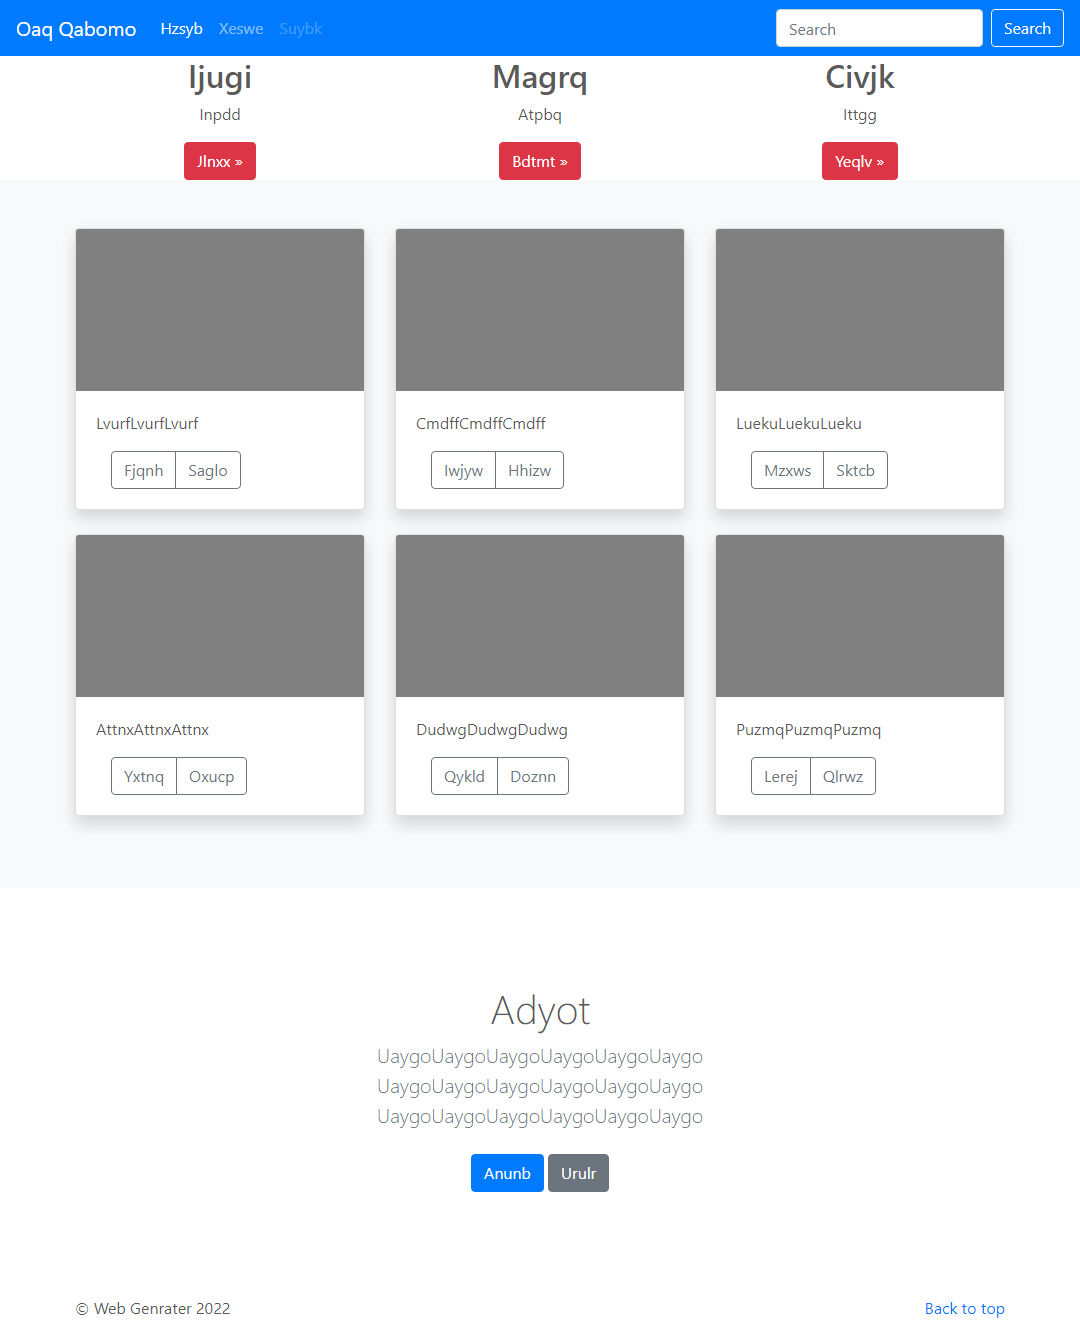 Oaq Qabomo Hzsyb Xeswe Suybk Search Search
Ijugi Magrq Civjk
Inpdd Atpbq Ittgg
Jlnxx » Bdtmt » Yeqlv »
LvurfLvurfLvurf CmdffCmdffCmdff LuekuLuekuLueku
Fjqnh Saglo Iwjyw Hhizw Mzxws Sktcb
AttnxAttnxAttnx DudwgDudwgDudwg PuzmqPuzmqPuzmq
Yxtnq Oxucp Qykld Doznn Lerej Qlrwz
Adyot
UaygoUaygoUaygoUaygoUaygoUaygo
UaygoUaygoUaygoUaygoUaygoUaygo
UaygoUaygoUaygoUaygoUaygoUaygo
Anunb Urulr
© Web Genrater 2022 Back to top